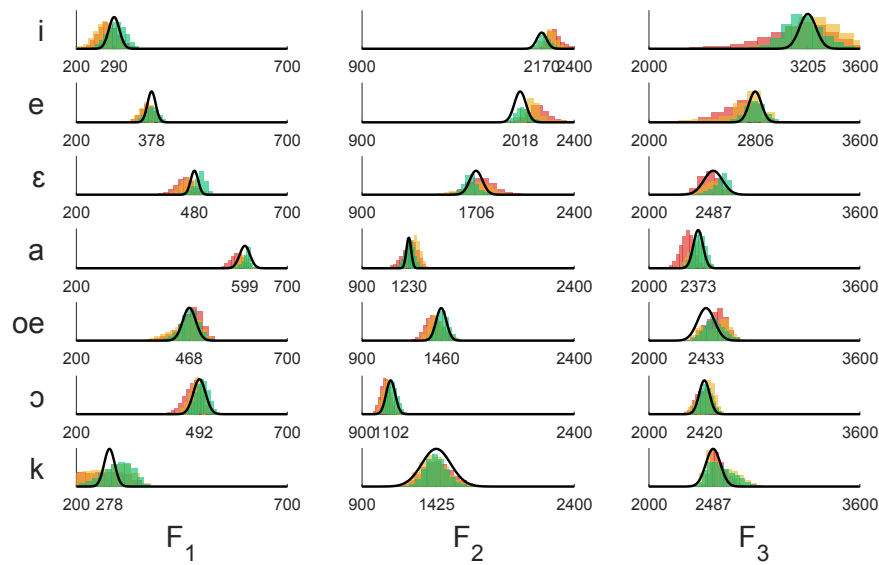 i
200 290 700 900 2170 2400 2000 3205 3600
e
200 378 700 900 2018 2400 2000 2806 3600
ε
200 480 700 900 1706 2400 2000 2487 3600
a
200 599 700 900 1230 2400 2000 2373 3600
oe
200 468 700 900 1460 2400 2000 2433 3600
ɔ
200 492 700 900 1102 2400 2000 2420 3600
k
200 278 700 900 1425 2400 2000 2487 3600
F1 F2 F3